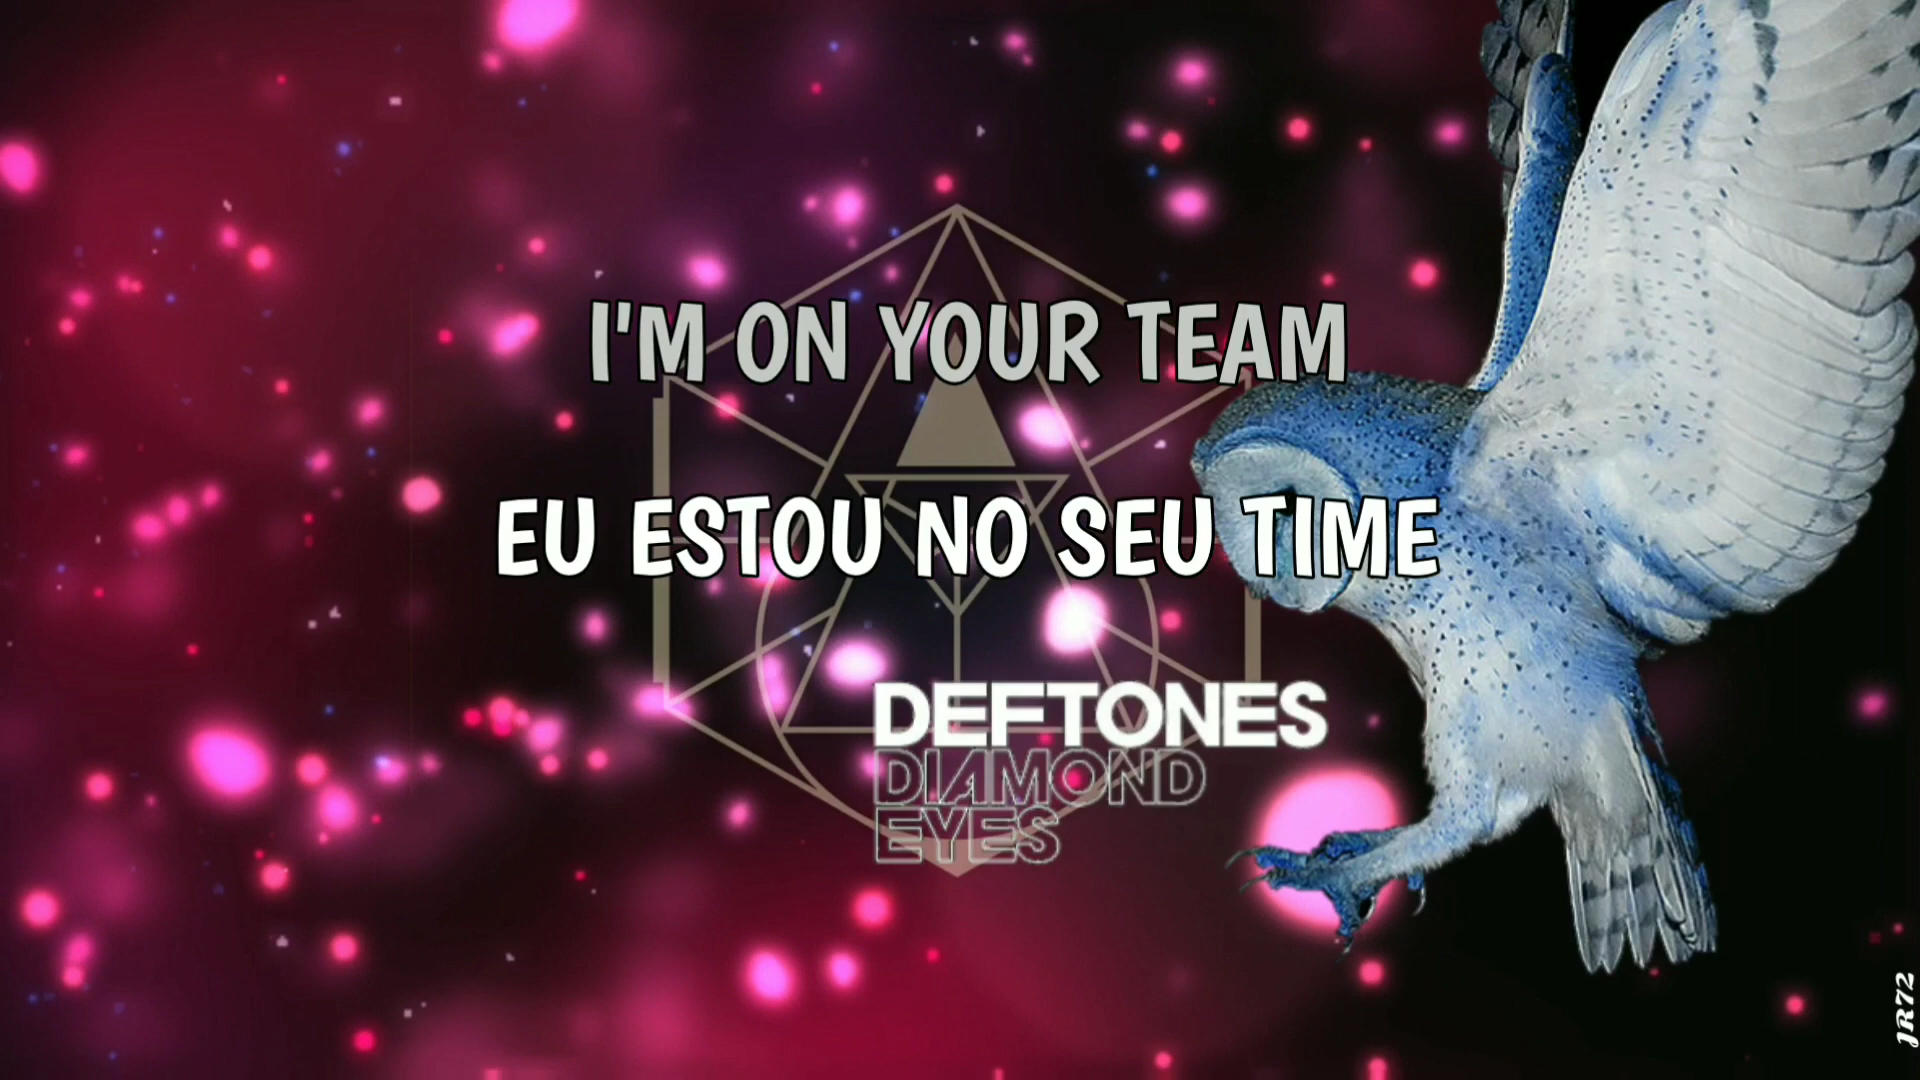 I'M ON YOUR TEAM
EU ESTOU NO SEU TIME
DEFTONES
DIAMOND
EYES
JR72